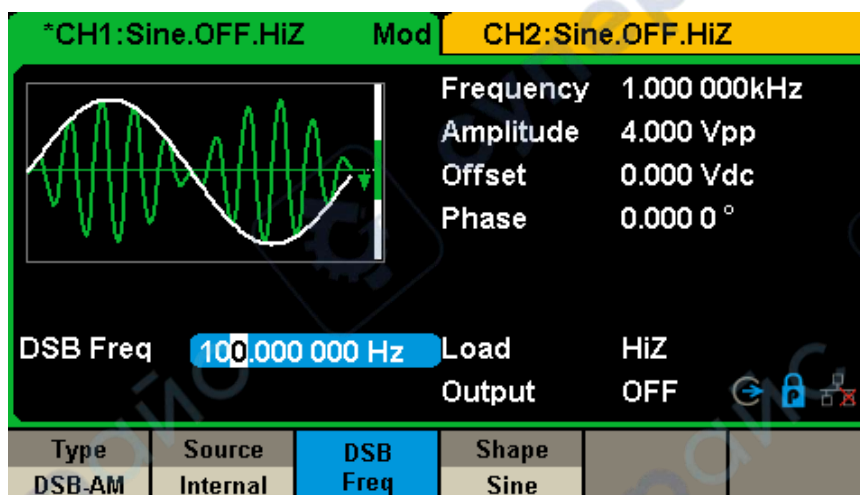 *CH1:Sine.OFF.HiZ Mod CH2:Sine.OFF.HiZ
Frequency 1.000 000kHz
Amplitude 4.000 Vpp
Offset 0.000 Vdc
Phase 0.000 0 °
DSB Freq 100.000 000 Hz Load HiZ
Output OFF P
Type Source DSB Shape
DSB-AM Internal Freq Sine